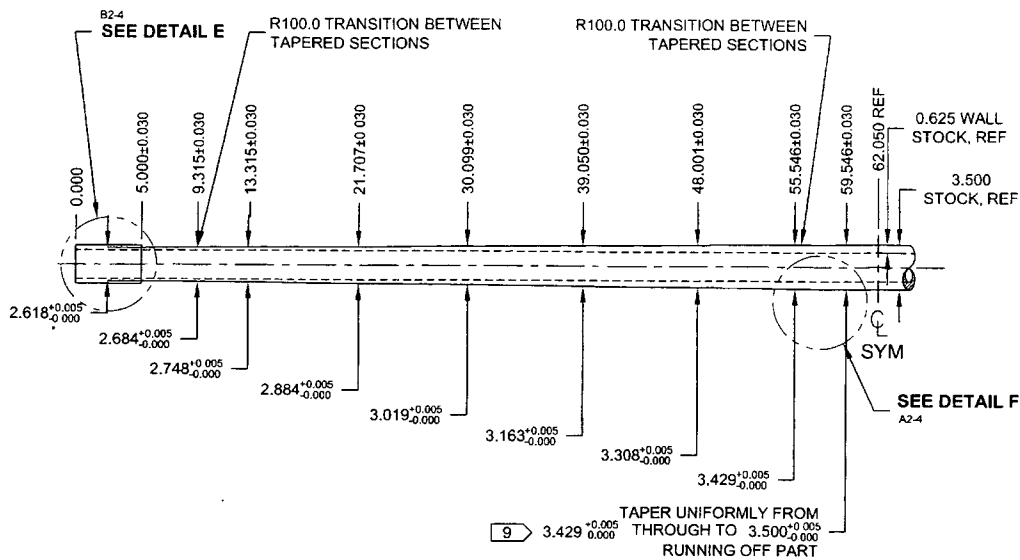 B2-4
SEE DETAIL E
R100.0 TRANSITION BETWEEN
TAPERED SECTIONS
R100.0 TRANSITION BETWEEN
TAPERED SECTIONS
0.000
5.000±0.030
9.315±0.030
13.315±0.030
21.707±0 030
30.099±0.030
39.050±0.030
48.001±0.030
55.546±0.030
59.546±0.030
62.050 REF
0.625 WALL
STOCK, REF
3.500
STOCK, REF
2.618 +0.005 -0.000
2.684 +0.005 -0.000
2.748 +0.005 -0.000
2.884 +0.005 -0.000
3.019 +0.005 -0.000
3.163 +0.005 -0.000
3.308 +0.005 -0.000
3.429 +0.005 -0.000
℄
SYM
SEE DETAIL F
A2-4
TAPER UNIFORMLY FROM
9 3.429 +0.005 0.000 THROUGH TO 3.500 +0.005 -0.000
RUNNING OFF PART